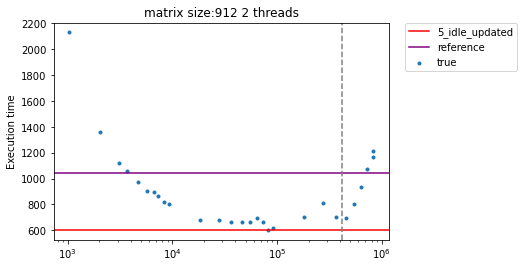 matrix size:912 2 threads
Execution time
2200
2000
1800
1600
1400
1200
1000
800
600
10³
10⁴
10⁵
10⁶
5_idle_updated
reference
true